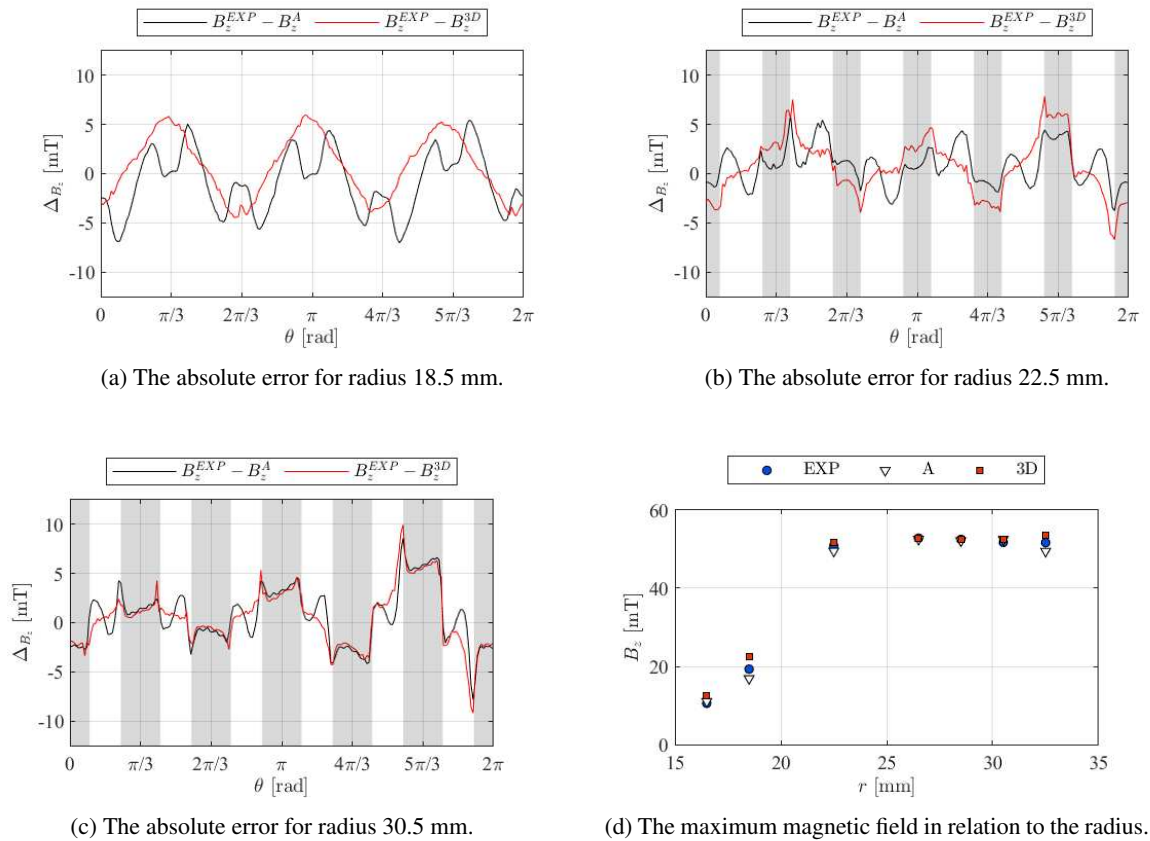 B_z^{EXP} − B_z^A B_z^{EXP} − B_z^{3D}
10
5
0
-5
-10
Δ_{B_z} [mT]
0 π/3 2π/3 π 4π/3 5π/3 2π
θ [rad]
(a) The absolute error for radius 18.5 mm.
B_z^{EXP} − B_z^A B_z^{EXP} − B_z^{3D}
10
5
0
-5
-10
Δ_{B_z} [mT]
0 π/3 2π/3 π 4π/3 5π/3 2π
θ [rad]
(b) The absolute error for radius 22.5 mm.
B_z^{EXP} − B_z^A B_z^{EXP} − B_z^{3D}
10
5
0
-5
-10
Δ_{B_z} [mT]
0 π/3 2π/3 π 4π/3 5π/3 2π
θ [rad]
(c) The absolute error for radius 30.5 mm.
EXP A 3D
60
40
20
0
B_z [mT]
15 20 25 30 35
r [mm]
(d) The maximum magnetic field in relation to the radius.